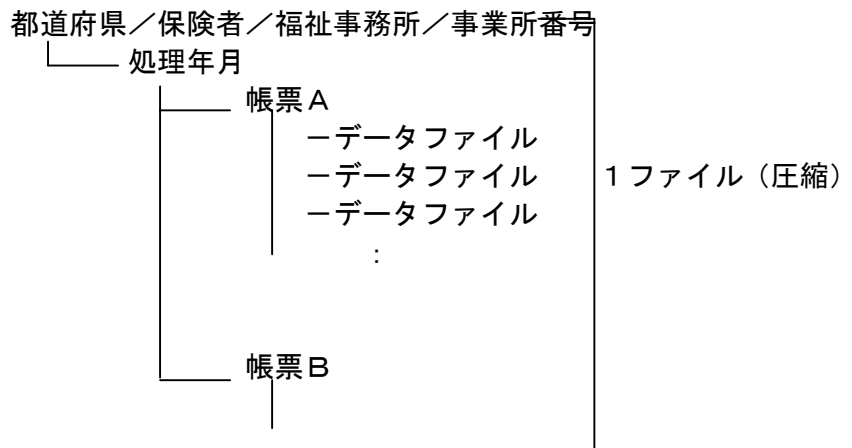 都道府県／保険者／福祉事務所／事業所番号
処理年月
帳票Ａ
－データファイル
－データファイル
１ファイル（圧縮）
－データファイル
：
帳票Ｂ